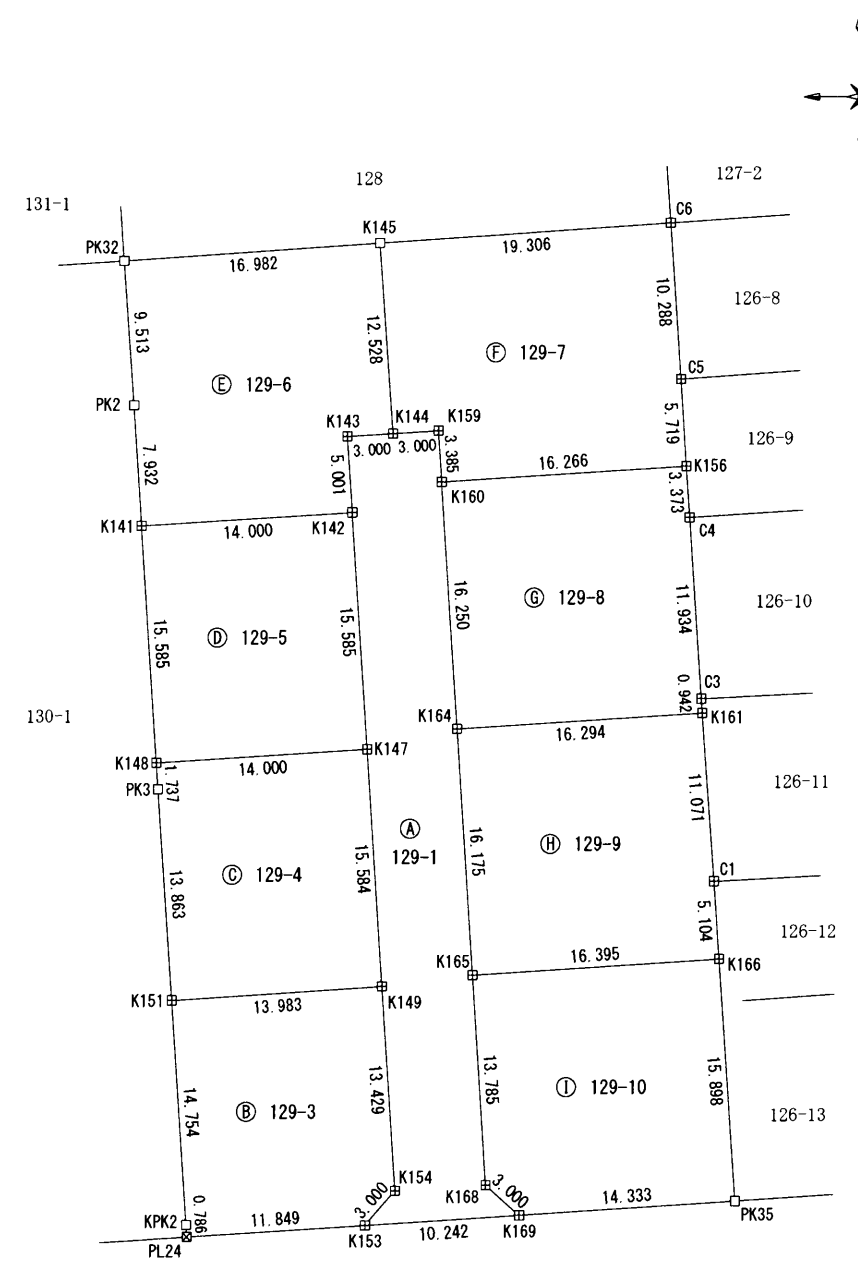 128
127-2
131-1
C6
K145
PK32
19.306
16.982
10.288
126-8
9.513
12.528
Ⓕ 129-7
C5
Ⓔ 129-6
PK2
K143
K144
K159
5.719
126-9
3.000
3.000
3.385
16.266
K156
7.932
5.001
K160
3.373
K141
14.000
K142
C4
16.250
Ⓖ 129-8
11.934
126-10
15.585
Ⓓ 129-5
15.585
C3
0.942
130-1
K164
K161
16.294
K148
14.000
K147
1.737
PK3
11.071
126-11
Ⓐ
129-1
16.175
Ⓗ 129-9
15.584
C1
13.863
Ⓒ 129-4
5.104
126-12
K165
16.395
K166
K151
13.983
K149
13.785
15.898
14.754
Ⓑ 129-3
13.429
Ⓘ 129-10
126-13
K154
K168
3.000
3.000
14.333
0.786
KPK2
11.849
PK35
PL24
K153
10.242
K169